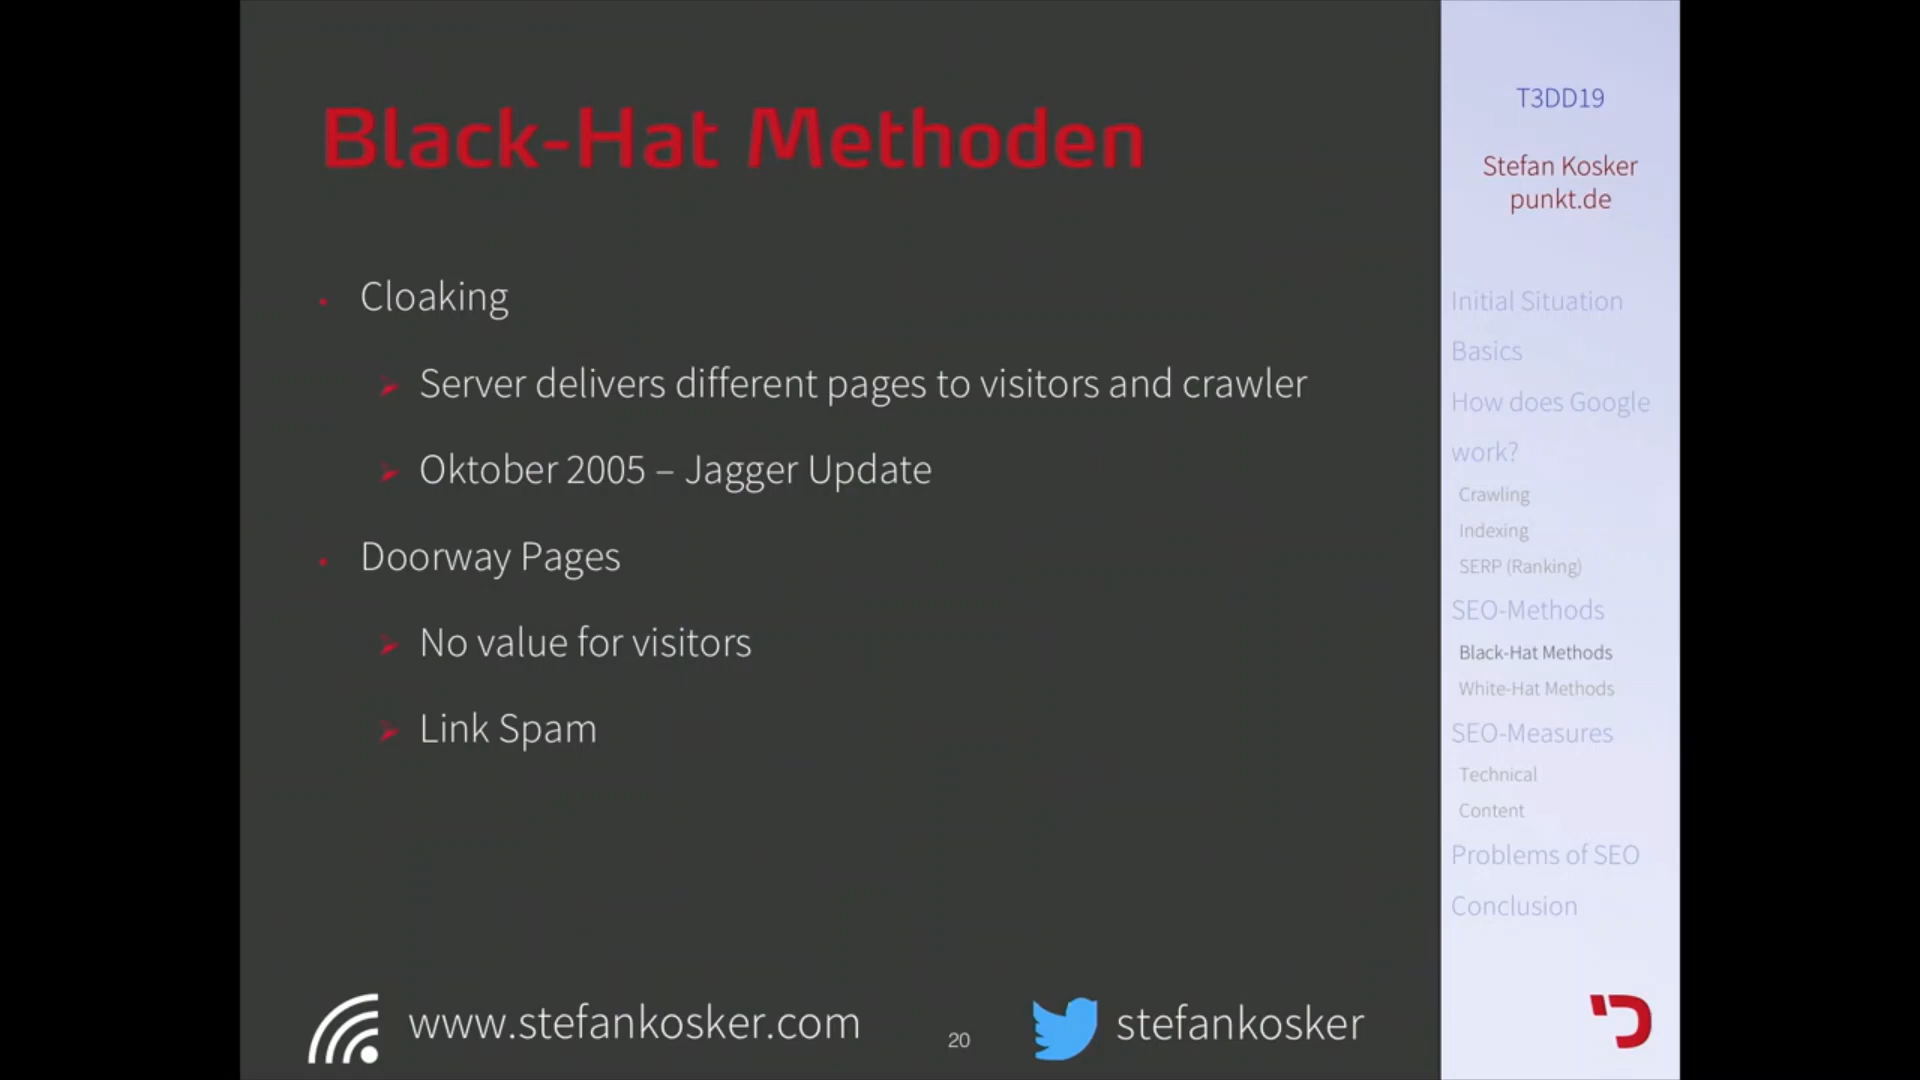 Black-Hat Methoden
Cloaking
Server delivers different pages to visitors and crawler
Oktober 2005 – Jagger Update
Doorway Pages
No value for visitors
Link Spam
www.stefankosker.com
20
stefankosker
T3DD19
Stefan Kosker
punkt.de
Initial Situation
Basics
How does Google
work?
Crawling
Indexing
SERP (Ranking)
SEO-Methods
Black-Hat Methods
White-Hat Methods
SEO-Measures
Technical
Content
Problems of SEO
Conclusion